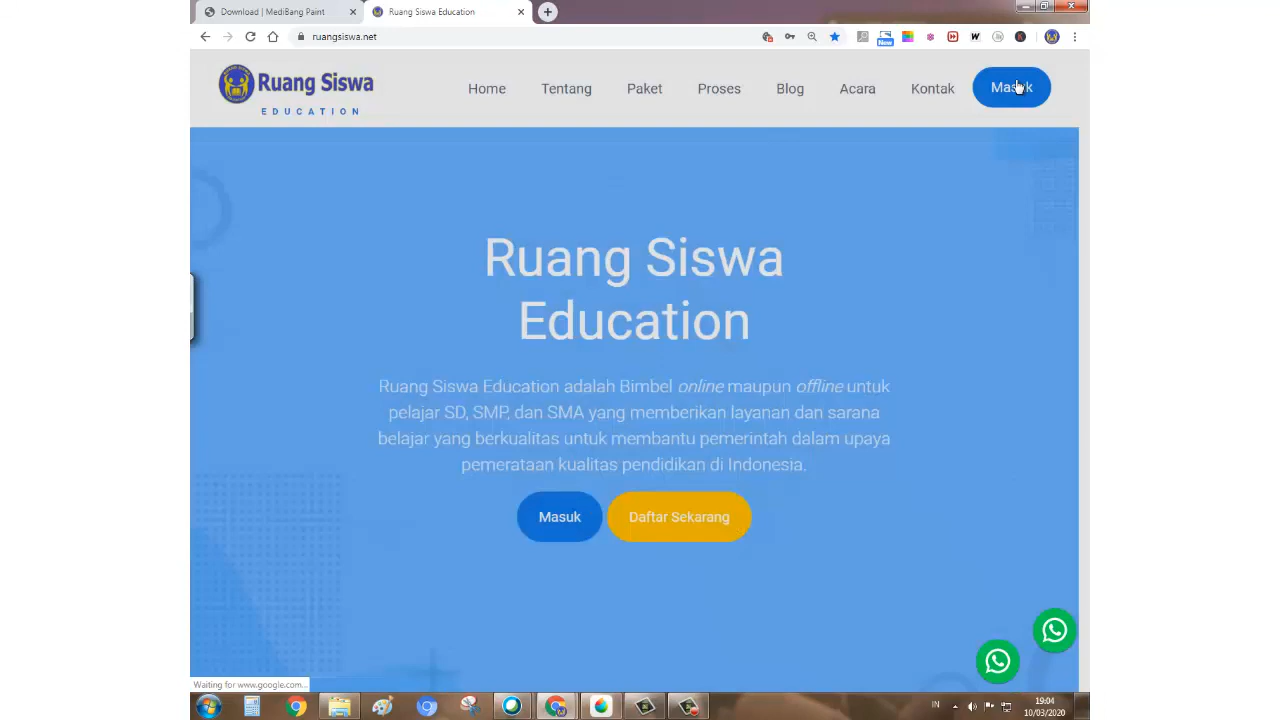 Download | MediBang Paint
Ruang Siswa Education
ruangsiswa.net
New
Ruang Siswa
EDUCATION
Home
Tentang
Paket
Proses
Blog
Acara
Kontak
Masuk
Ruang Siswa
Education
Ruang Siswa Education adalah Bimbel online maupun offline untuk
pelajar SD, SMP, dan SMA yang memberikan layanan dan sarana
belajar yang berkualitas untuk membantu pemerintah dalam upaya
pemerataan kualitas pendidikan di Indonesia.
Masuk
Daftar Sekarang
Waiting for www.google.com...
IN
19:04
10/03/2020